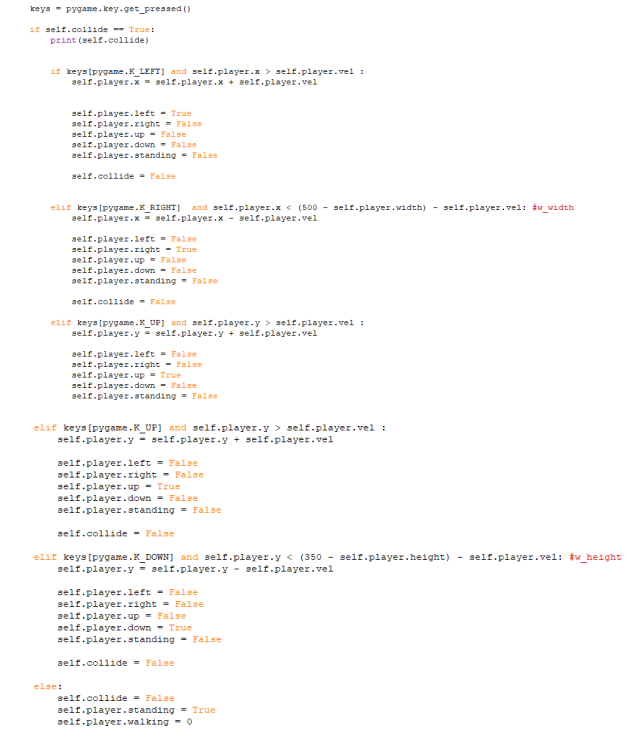 keys = pygame.key.get_pressed()
if self.collide == True:
print(self.collide)
if keys[pygame.K_LEFT] and self.player.x > self.player.vel :
self.player.x = self.player.x + self.player.vel
self.player.left = True
self.player.right = False
self.player.up = False
self.player.down = False
self.player.standing = False
self.collide = False
elif keys[pygame.K_RIGHT]  and self.player.x < (500 - self.player.width) - self.player.vel: #w_width
self.player.x = self.player.x - self.player.vel
self.player.left = False
self.player.right = True
self.player.up = False
self.player.down = False
self.player.standing = False
self.collide = False
elif keys[pygame.K_UP] and self.player.y > self.player.vel :
self.player.y = self.player.y + self.player.vel
self.player.left = False
self.player.right = False
self.player.up = True
self.player.down = False
self.player.standing = False
elif keys[pygame.K_UP] and self.player.y > self.player.vel :
self.player.y = self.player.y + self.player.vel
self.player.left = False
self.player.right = False
self.player.up = True
self.player.down = False
self.player.standing = False
self.collide = False
elif keys[pygame.K_DOWN] and self.player.y < (350 - self.player.height) - self.player.vel: #w_height
self.player.y = self.player.y - self.player.vel
self.player.left = False
self.player.right = False
self.player.up = False
self.player.down = True
self.player.standing = False
self.collide = False
else:
self.collide = False
self.player.standing = True
self.player.walking = 0